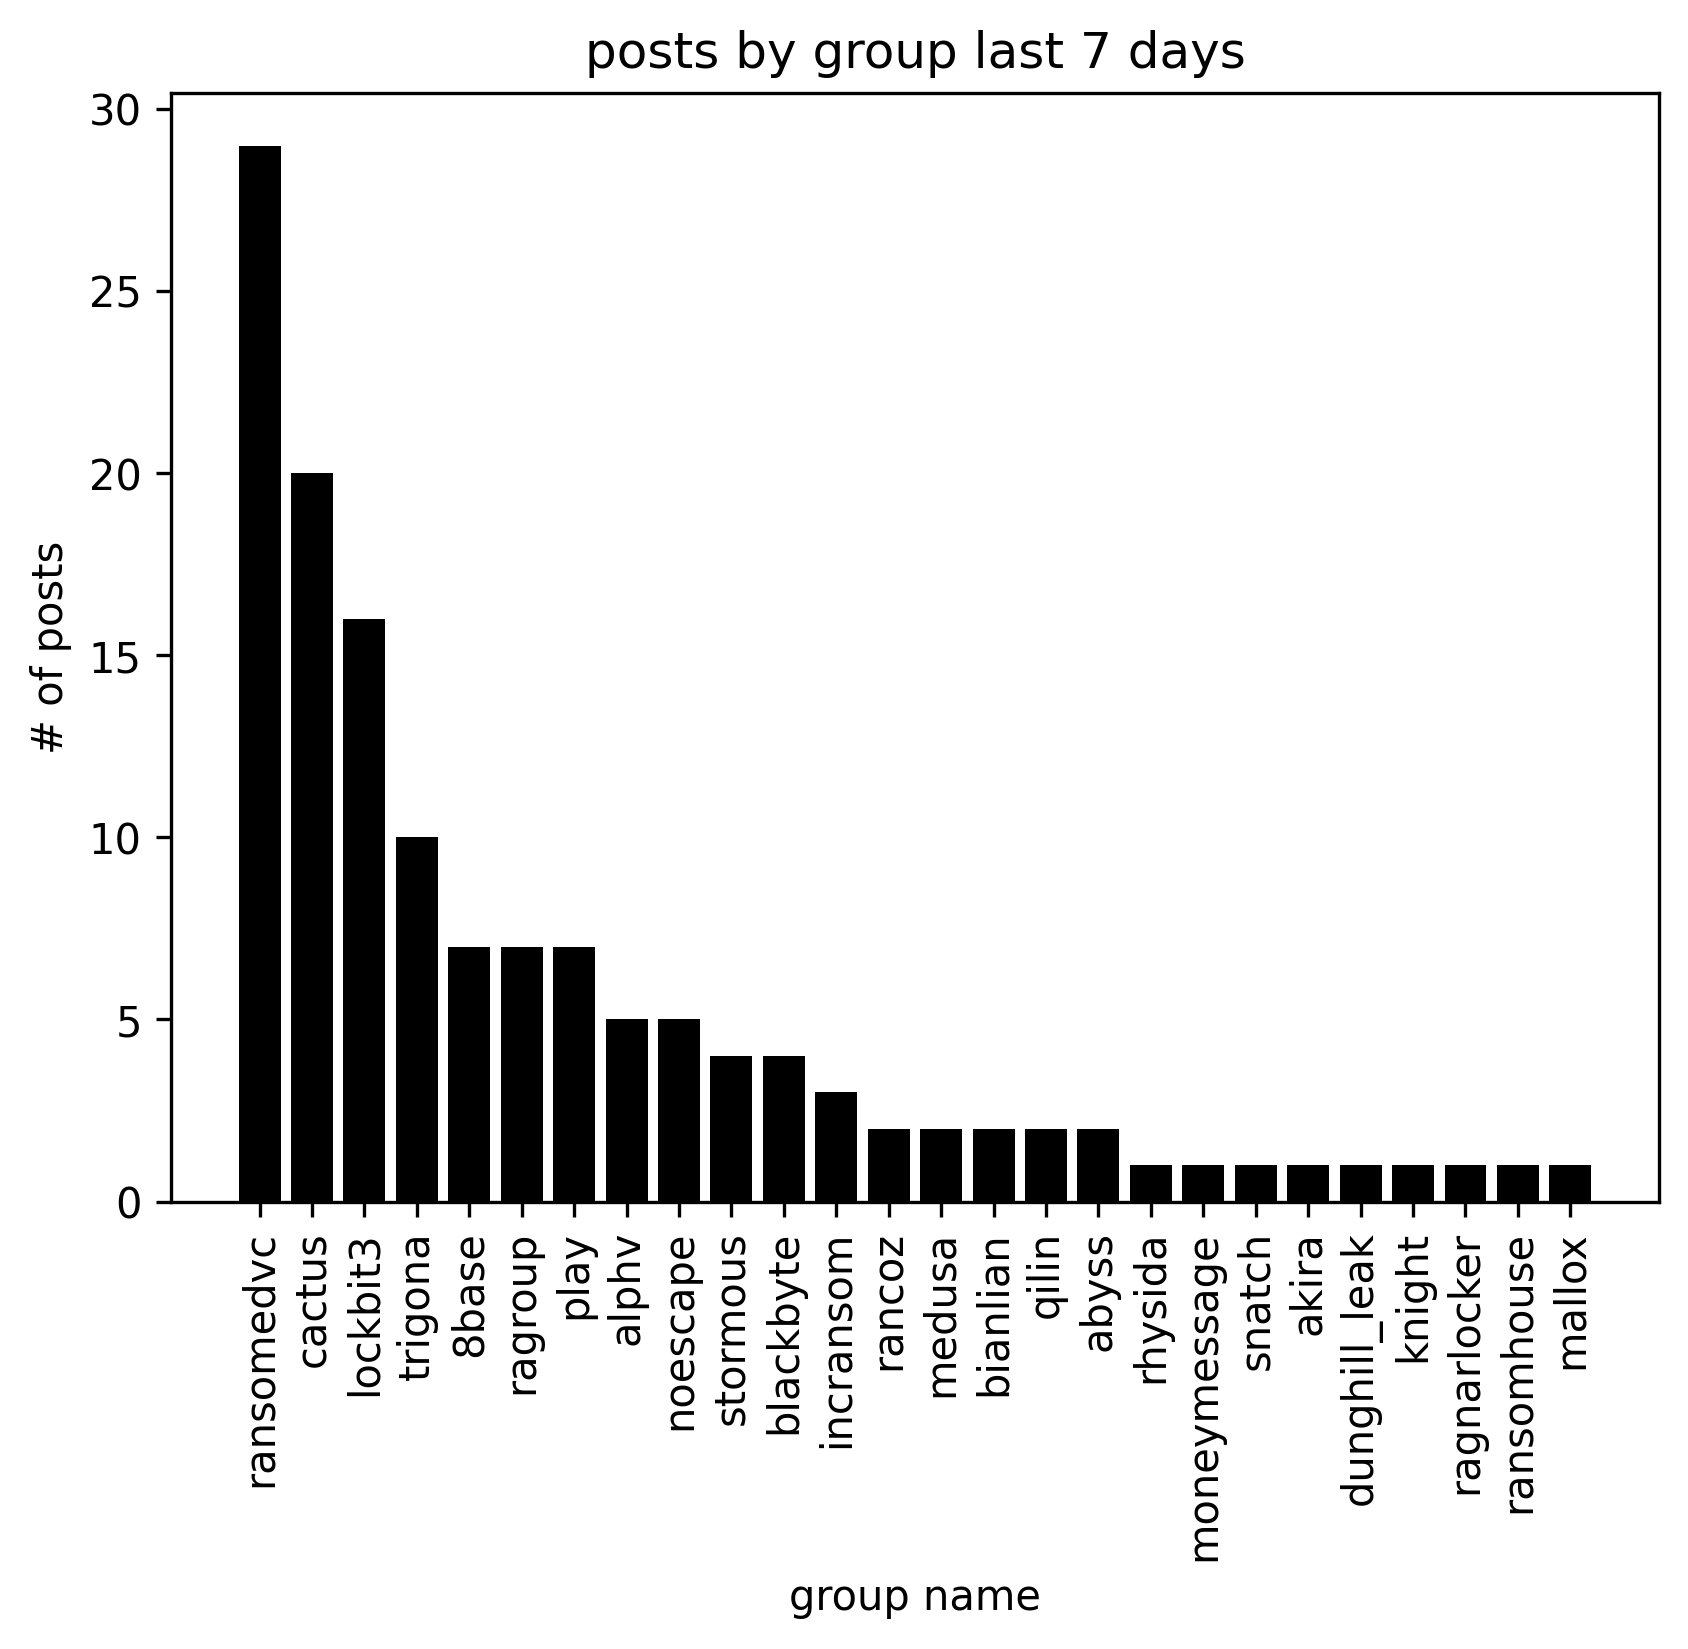 posts by group last 7 days
30
25
20
15
10
5
0
# of posts
ransomedvc
cactus
lockbit3
trigona
8base
ragroup
play
alphv
noescape
stormous
blackbyte
incransom
rancoz
medusa
bianlian
qilin
abyss
rhysida
moneymessage
snatch
akira
dunghill_leak
knight
ragnarlocker
ransomhouse
mallox
group name